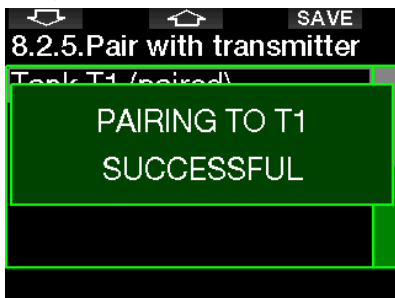 SAVE
8.2.5.Pair with transmitter
Tank T1 (paired)
PAIRING TO T1
SUCCESSFUL